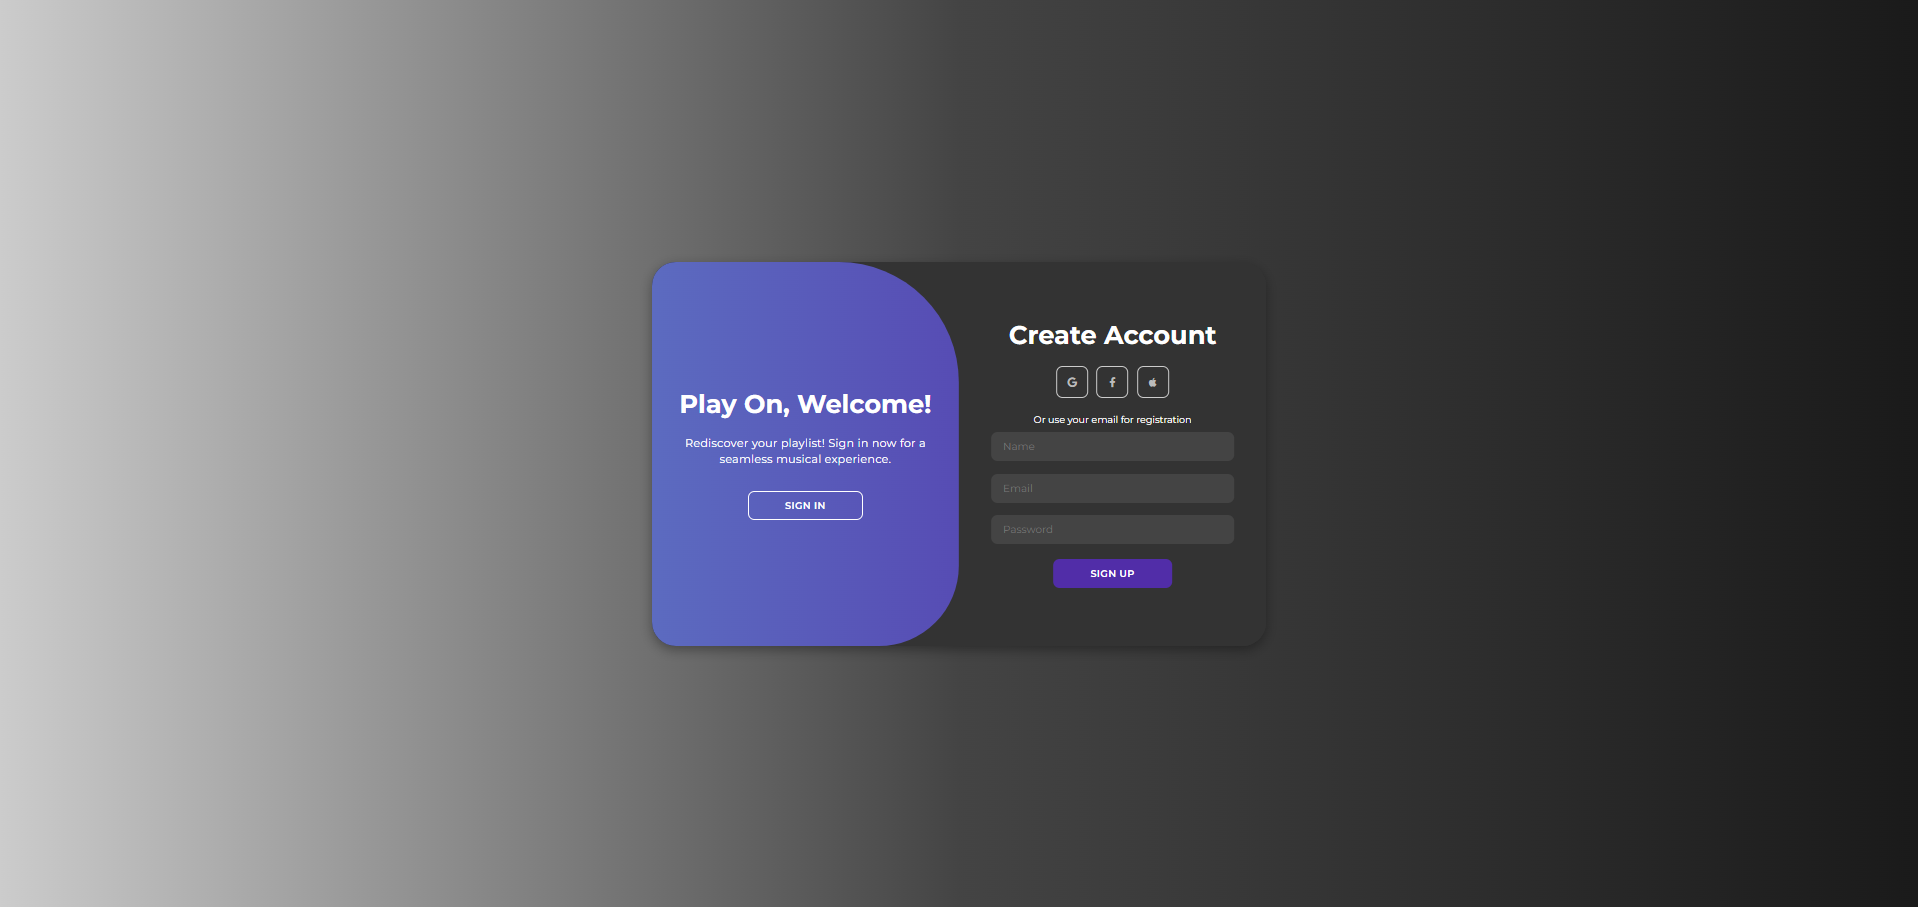 Play On, Welcome!
Rediscover your playlist! Sign in now for a
seamless musical experience.
SIGN IN
Create Account
Or use your email for registration
Name
Email
Password
SIGN UP